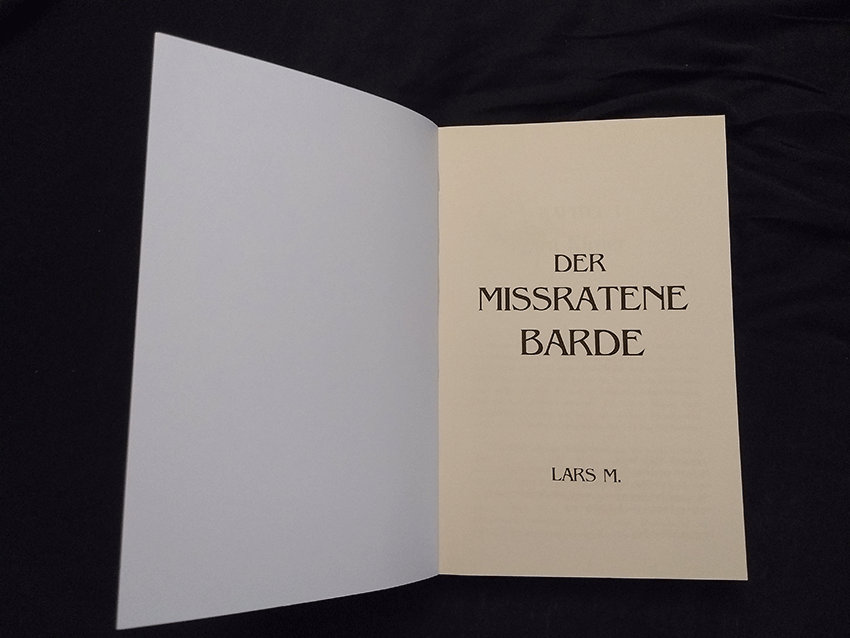 DER
MISSRATENE
BARDE
LARS M.